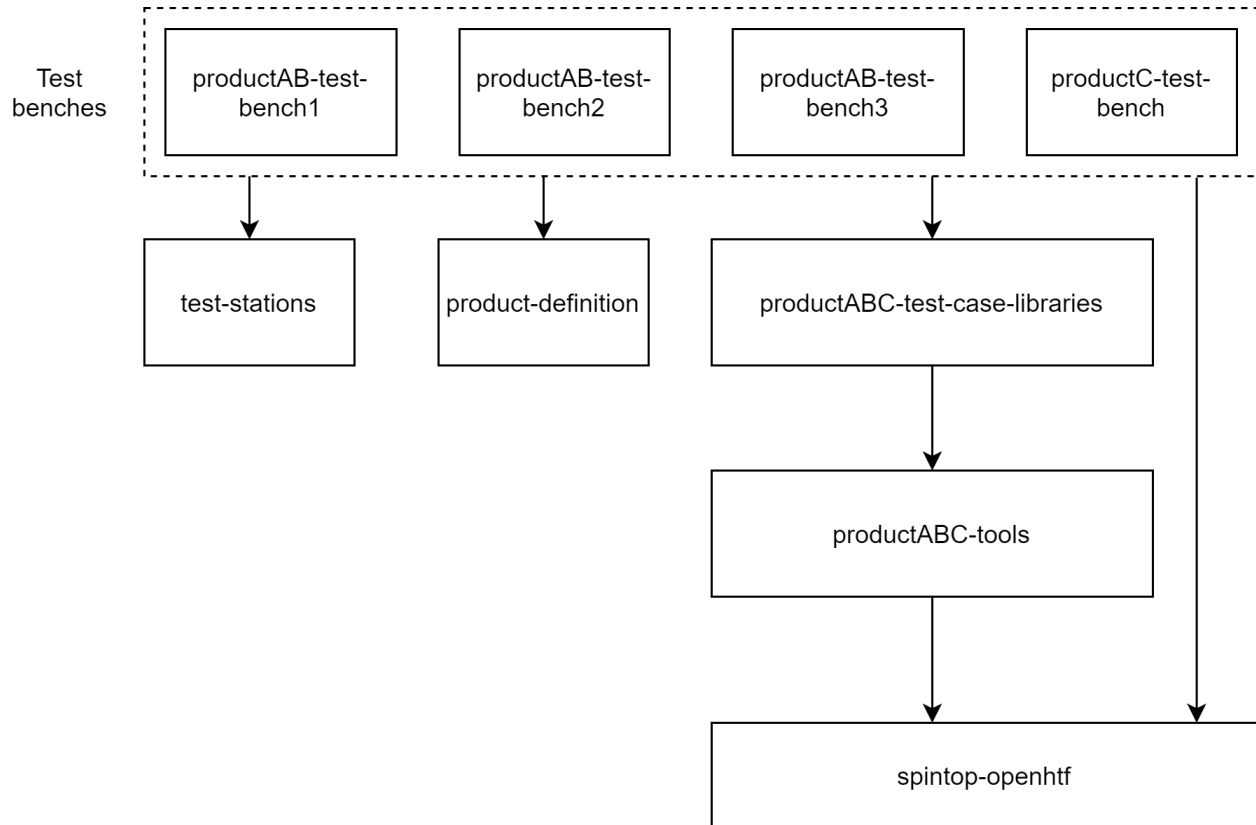 Test
benches
productAB-test-
bench1
productAB-test-
bench2
productAB-test-
bench3
productC-test-
bench
test-stations
product-definition
productABC-test-case-libraries
productABC-tools
spintop-openhtf